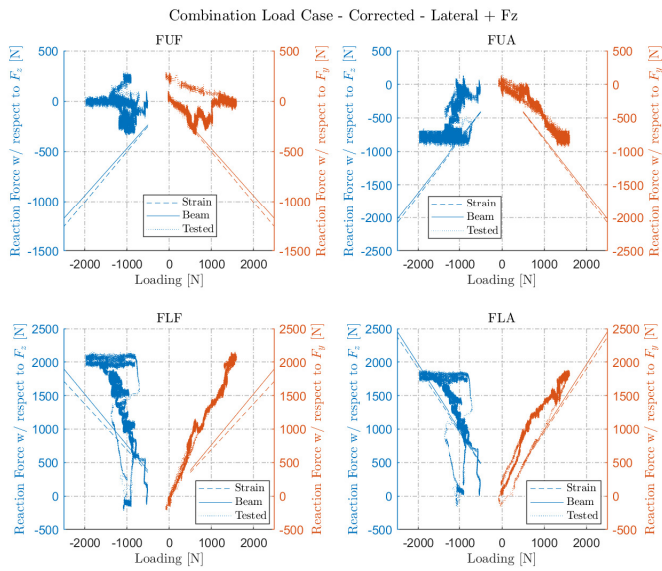 Combination Load Case - Corrected - Lateral + Fz
FUF
500
0
-500
-1000
-1500
500
0
-500
-1000
-1500
-2000 -1000 0 1000 2000
Loading [N]
Reaction Force w/ respect to F_z [N]
Reaction Force w/ respect to F_y [N]
Strain
Beam
Tested
FUA
500
0
-500
-1000
-1500
-2000
-2500
500
0
-500
-1000
-1500
-2000
-2500
-2000 -1000 0 1000 2000
Loading [N]
Reaction Force w/ respect to F_z [N]
Reaction Force w/ respect to F_y [N]
Strain
Beam
Tested
FLF
2500
2000
1500
1000
500
0
-500
2500
2000
1500
1000
500
0
-500
-2000 -1000 0 1000 2000
Loading [N]
Reaction Force w/ respect to F_z [N]
Reaction Force w/ respect to F_y [N]
Strain
Beam
Tested
FLA
2500
2000
1500
1000
500
0
-500
2500
2000
1500
1000
500
0
-500
-2000 -1000 0 1000 2000
Loading [N]
Reaction Force w/ respect to F_z [N]
Reaction Force w/ respect to F_y [N]
Strain
Beam
Tested